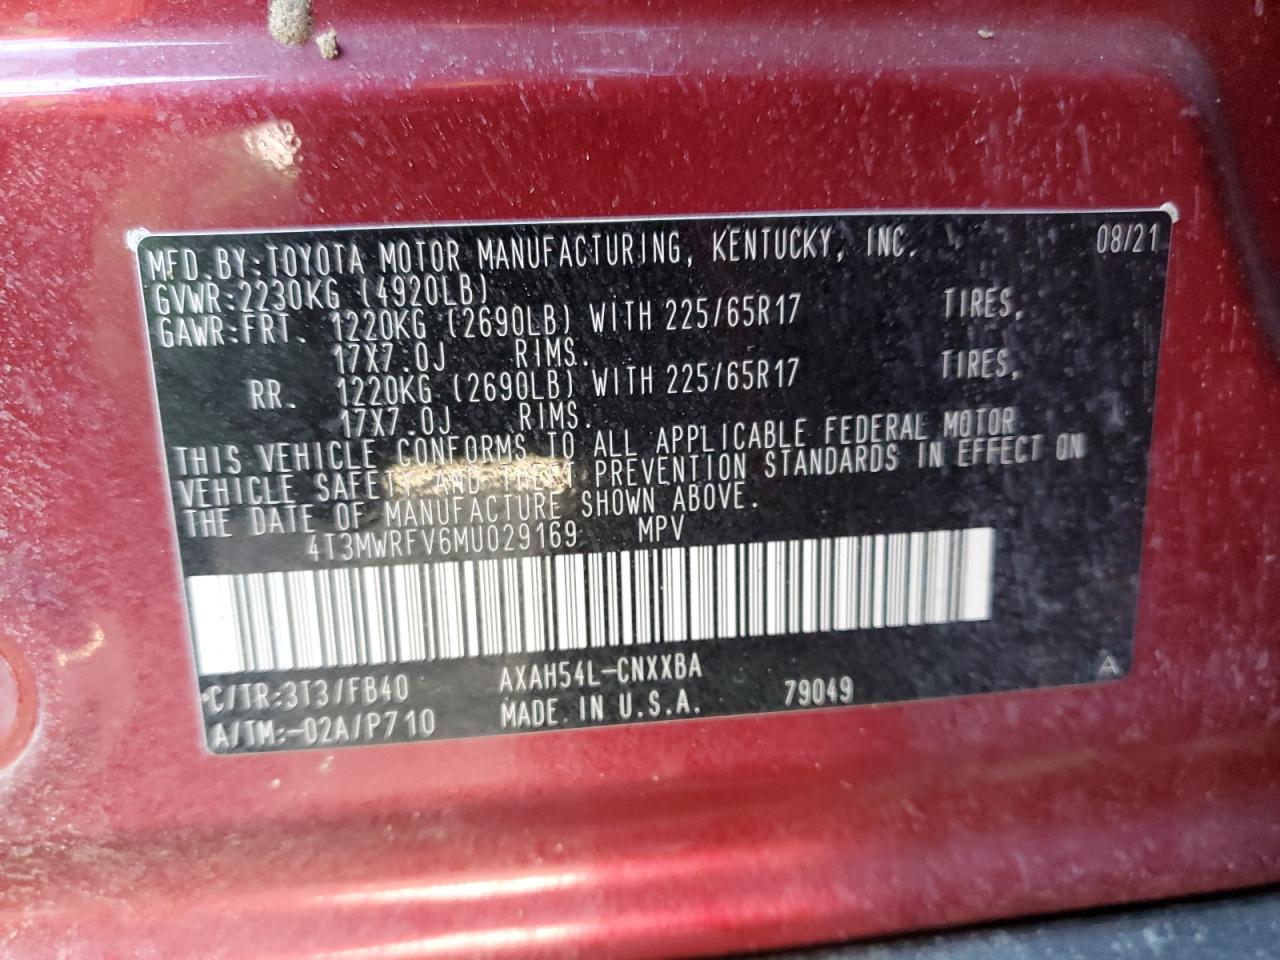 MFD.BY:TOYOTA MOTOR MANUFACTURING, KENTUCKY, INC. 08/21
GVWR:2230KG (4920LB)
GAWR:FRT. 1220KG (2690LB) WITH 225/65R17 TIRES,
17X7.0J RIMS.
RR. 1220KG (2690LB) WITH 225/65R17 TIRES,
17X7.0J RIMS.
THIS VEHICLE CONFORMS TO ALL APPLICABLE FEDERAL MOTOR
VEHICLE SAFETY AND THEFT PREVENTION STANDARDS IN EFFECT ON
THE DATE OF MANUFACTURE SHOWN ABOVE.
4T3MWRFV6MU029169 MPV
C/TR:3T3/FB40 AXAH54L-CNXXBA A
A/TM:-02A/P710 MADE IN U.S.A. 79049